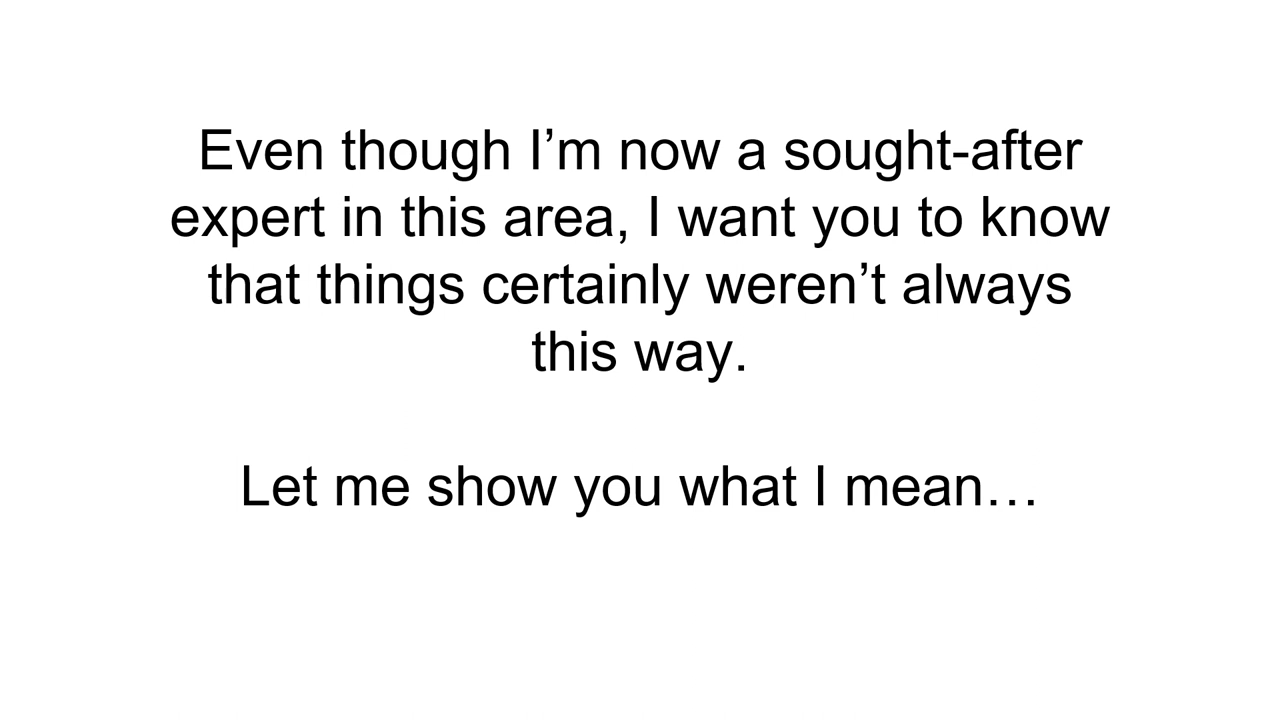 Even though I’m now a sought-after
expert in this area, I want you to know
that things certainly weren’t always
this way.
Let me show you what I mean…